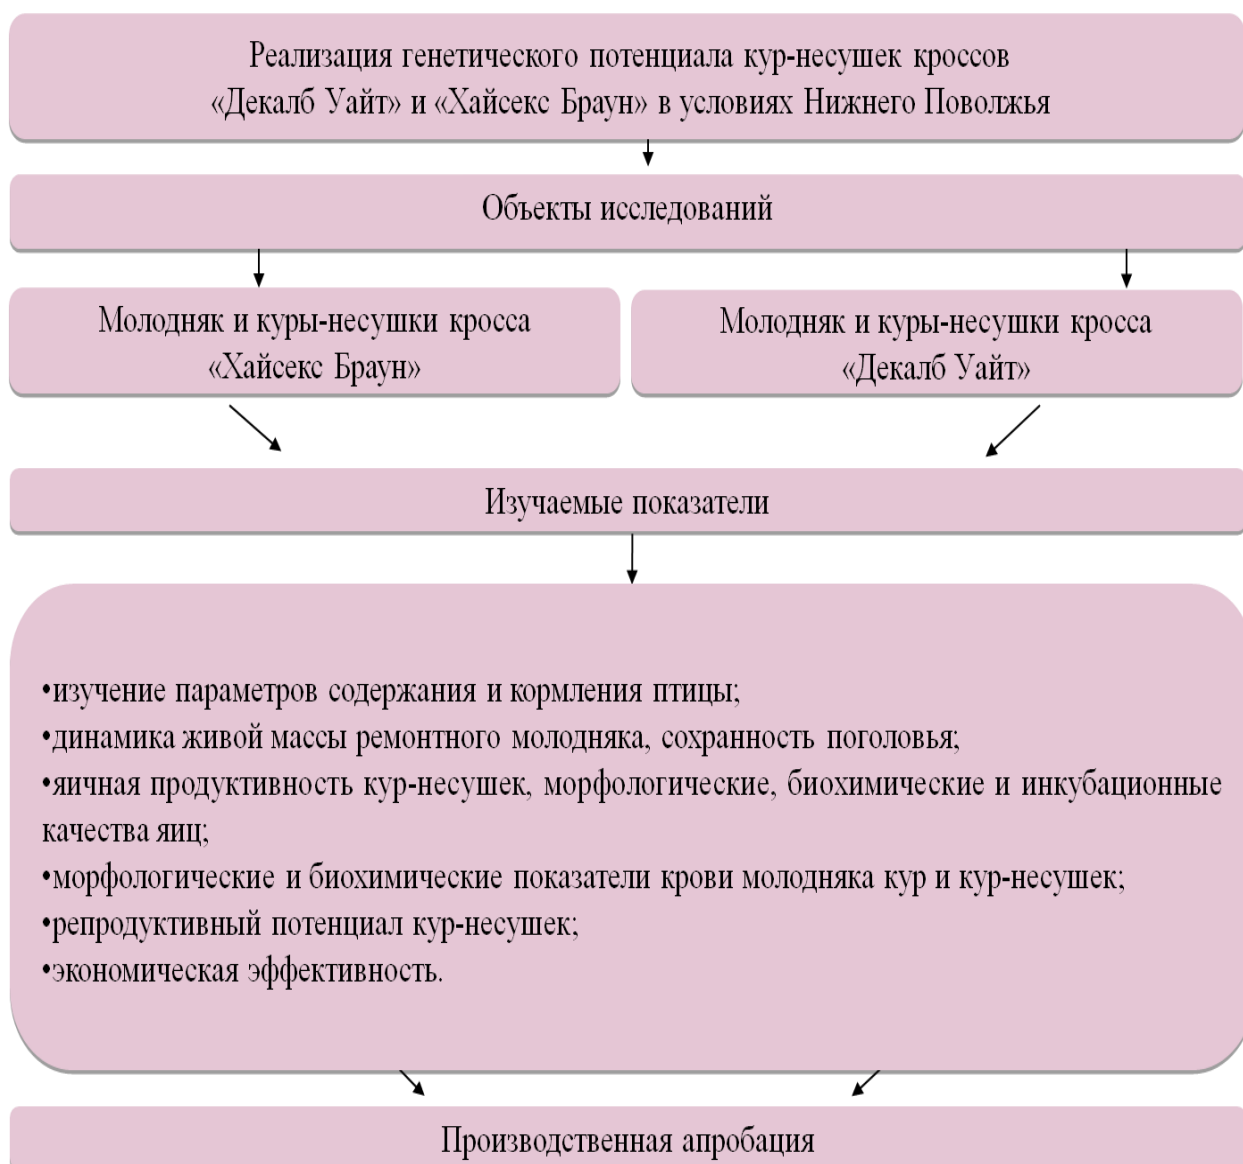 Реализация генетического потенциала кур-несушек кроссов
«Декалб Уайт» и «Хайсекс Браун» в условиях Нижнего Поволжья
Объекты исследований
Молодняк и куры-несушки кросса
«Хайсекс Браун»
Молодняк и куры-несушки кросса
«Декалб Уайт»
Изучаемые показатели
•изучение параметров содержания и кормления птицы;
•динамика живой массы ремонтного молодняка, сохранность поголовья;
•яичная продуктивность кур-несушек, морфологические, биохимические и инкубационные
качества яиц;
•морфологические и биохимические показатели крови молодняка кур и кур-несушек;
•репродуктивный потенциал кур-несушек;
•экономическая эффективность.
Производственная апробация